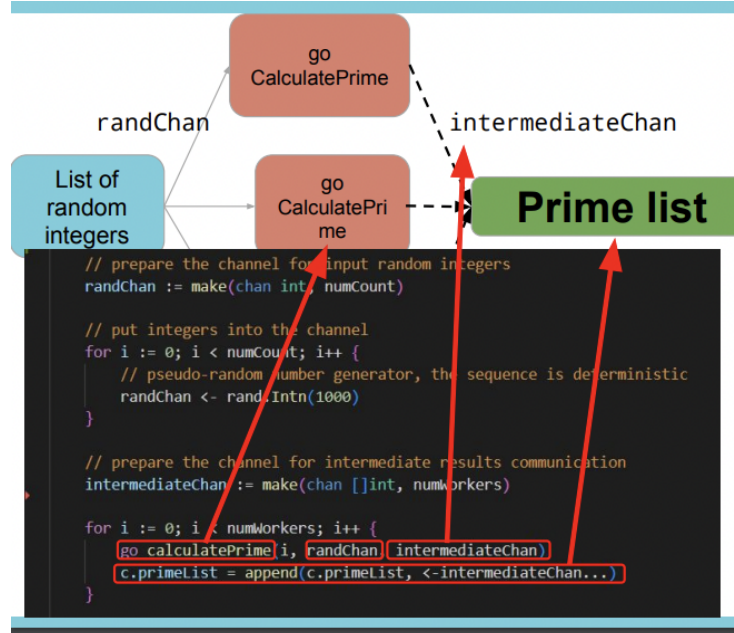 go
CalculatePrime
randChan
intermediateChan
List of
random
integers
go
CalculatePri
me
Prime list
// prepare the channel for input random integers
randChan := make(chan int, numCount)
// put integers into the channel
for i := 0; i < numCount; i++ {
// pseudo-random number generator, the sequence is deterministic
randChan <- rand.Intn(1000)
}
// prepare the channel for intermediate results communication
intermediateChan := make(chan []int, numWorkers)
for i := 0; i < numWorkers; i++ {
go calculatePrime(i, randChan, intermediateChan)
c.primeList = append(c.primeList, <-intermediateChan...)
}